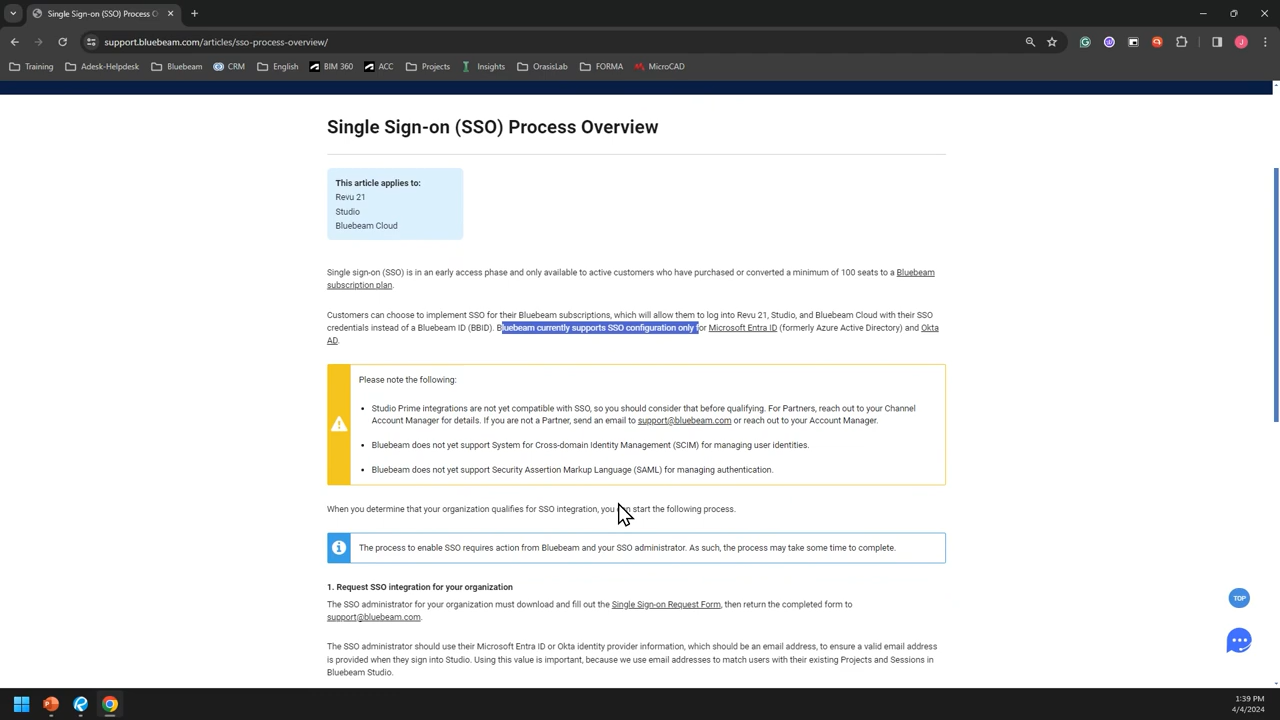 Single Sign-on (SSO) Process O
support.bluebeam.com/articles/sso-process-overview/
J
Training Adesk-Helpdesk Bluebeam CRM English BIM 360 ACC Projects Insights OrasisLab FORMA MicroCAD
Single Sign-on (SSO) Process Overview
This article applies to:
Revu 21
Studio
Bluebeam Cloud
Single sign-on (SSO) is in an early access phase and only available to active customers who have purchased or converted a minimum of 100 seats to a Bluebeam
subscription plan.
Customers can choose to implement SSO for their Bluebeam subscriptions, which will allow them to log into Revu 21, Studio, and Bluebeam Cloud with their SSO
credentials instead of a Bluebeam ID (BBID). Bluebeam currently supports SSO configuration only for Microsoft Entra ID (formerly Azure Active Directory) and Okta
AD.
Please note the following:
• Studio Prime integrations are not yet compatible with SSO, so you should consider that before qualifying. For Partners, reach out to your Channel
Account Manager for details. If you are not a Partner, send an email to support@bluebeam.com or reach out to your Account Manager.
• Bluebeam does not yet support System for Cross-domain Identity Management (SCIM) for managing user identities.
• Bluebeam does not yet support Security Assertion Markup Language (SAML) for managing authentication.
When you determine that your organization qualifies for SSO integration, you can start the following process.
The process to enable SSO requires action from Bluebeam and your SSO administrator. As such, the process may take some time to complete.
1. Request SSO integration for your organization
The SSO administrator for your organization must download and fill out the Single Sign-on Request Form, then return the completed form to
support@bluebeam.com.
The SSO administrator should use their Microsoft Entra ID or Okta identity provider information, which should be an email address, to ensure a valid email address
is provided when they sign into Studio. Using this value is important, because we use email addresses to match users with their existing Projects and Sessions in
Bluebeam Studio.
TOP
1:39 PM
4/4/2024